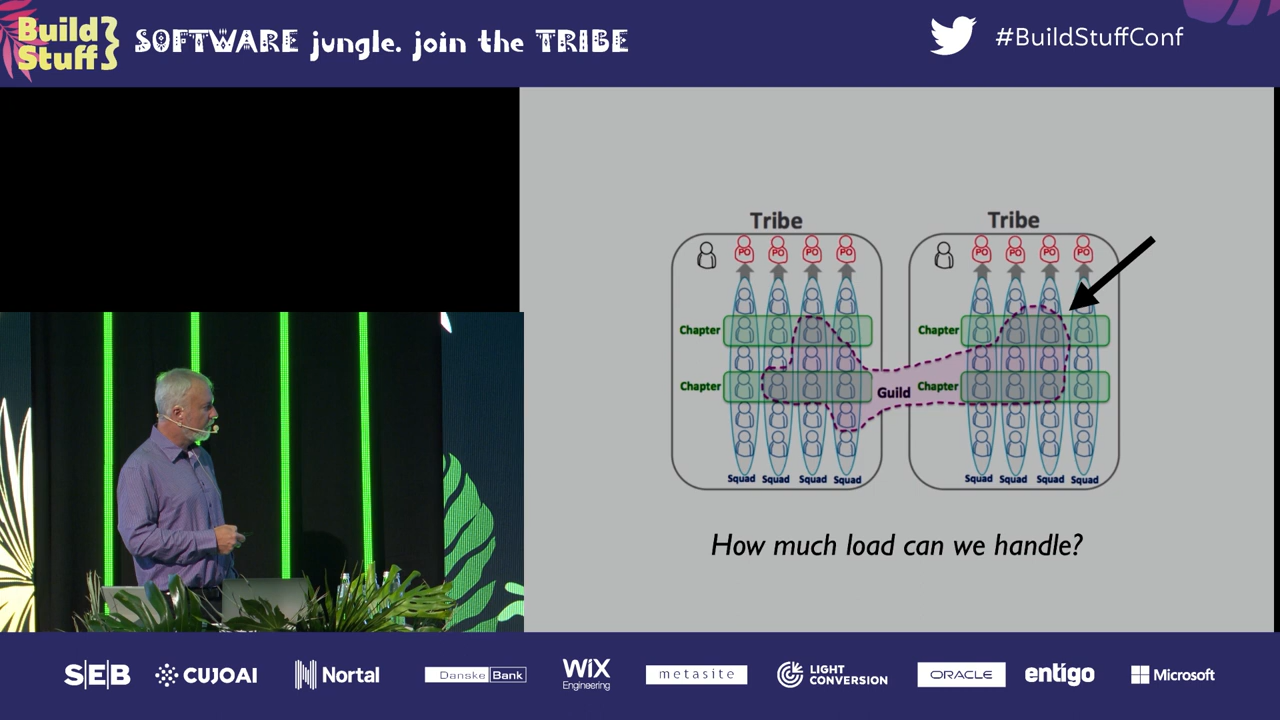 Build
Stuff
SOFTWARE jungle. join the TRIBE
#BuildStuffConf
Tribe
Tribe
PO PO PO PO
PO PO PO PO
Chapter
Chapter
Chapter
Guild
Chapter
Squad Squad Squad Squad
Squad Squad Squad Squad
How much load can we handle?
S|E|B
CUJOAI
Nortal
Danske Bank
WiX
Engineering
metasite
LIGHT
CONVERSION
ORACLE
entigo
Microsoft